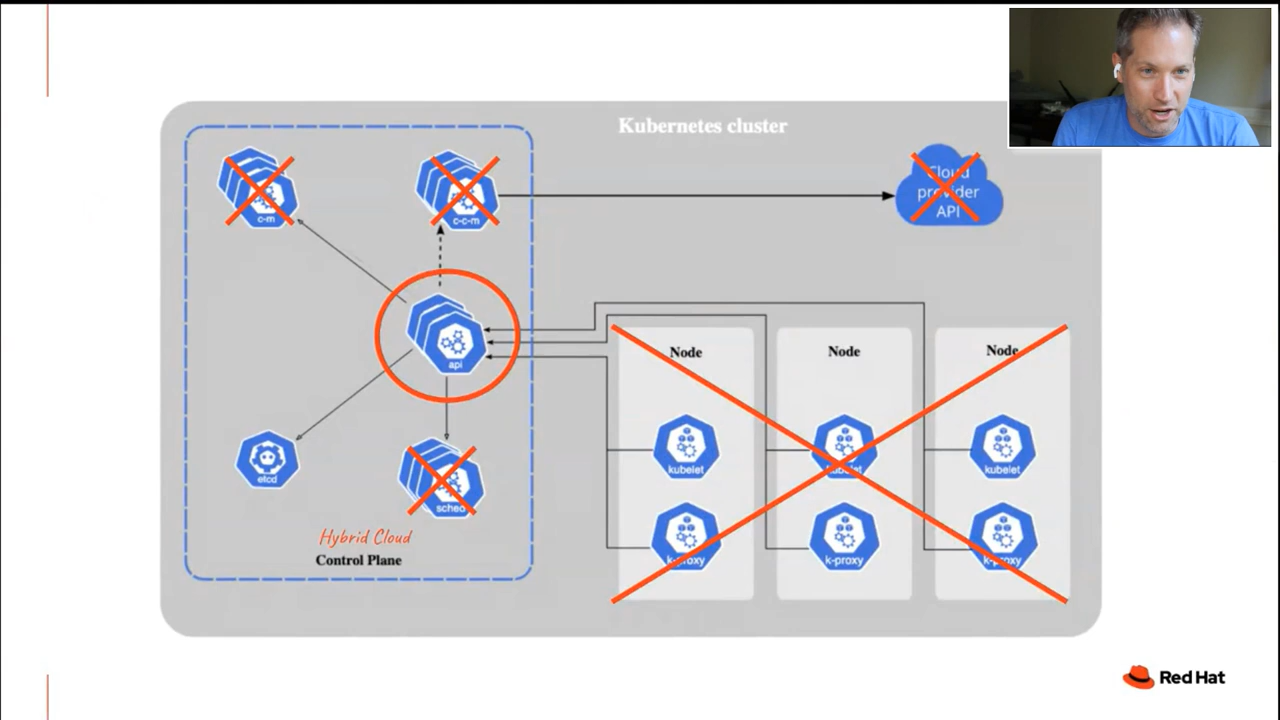 Kubernetes cluster
c-m
c-c-m
Cloud
provider
API
api
Node
Node
Node
etcd
sched
kubelet
kubelet
kubelet
k-proxy
k-proxy
k-proxy
Hybrid Cloud
Control Plane
Red Hat